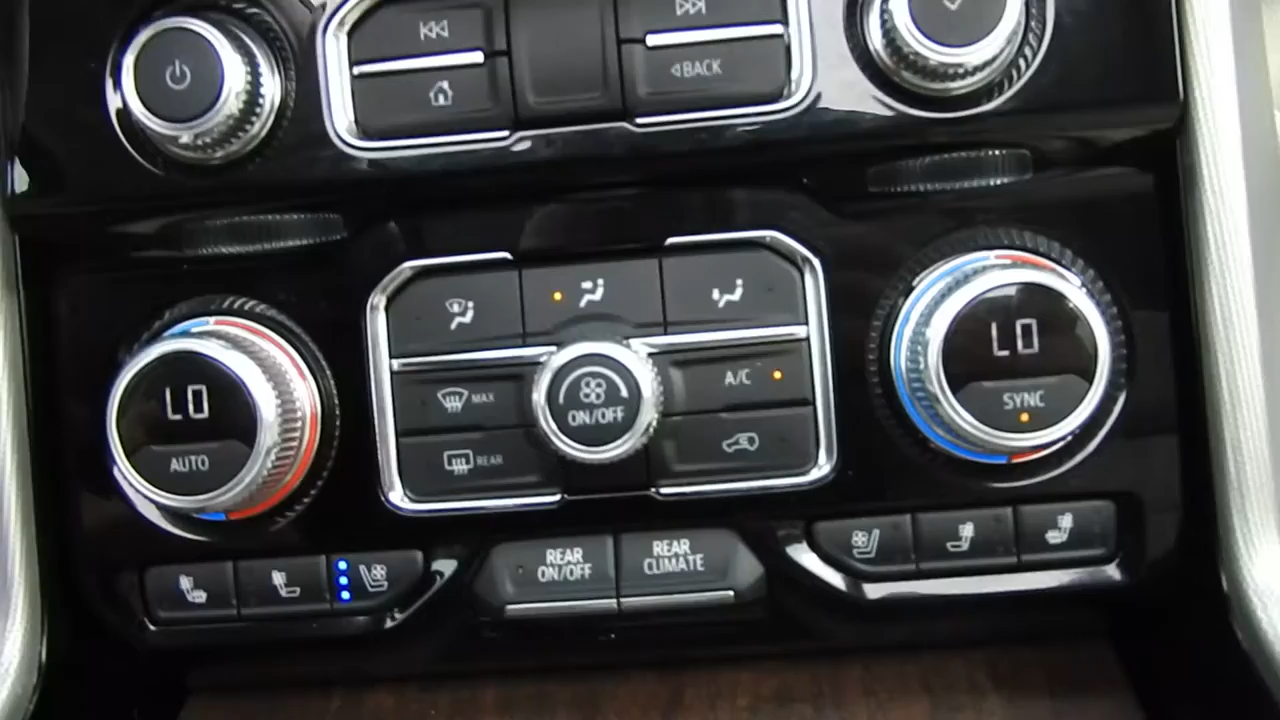 BACK
LO
AUTO
MAX
REAR
ON/OFF
A/C
LO
SYNC
REAR
ON/OFF
REAR
CLIMATE